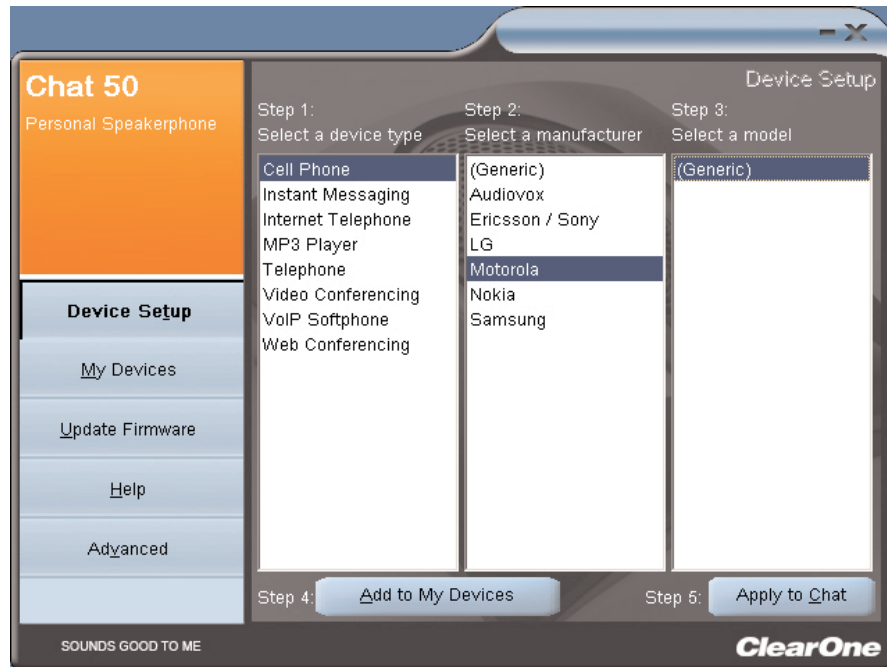 Chat 50
Personal Speakerphone
Device Setup
My Devices
Update Firmware
Help
Advanced
SOUNDS GOOD TO ME
Device Setup
Step 1:
Select a device type
Cell Phone
Instant Messaging
Internet Telephone
MP3 Player
Telephone
Video Conferencing
VoIP Softphone
Web Conferencing
Step 2:
Select a manufacturer
(Generic)
Audiovox
Ericsson / Sony
LG
Motorola
Nokia
Samsung
Step 3:
Select a model
(Generic)
Step 4:
Add to My Devices
Step 5:
Apply to Chat
ClearOne